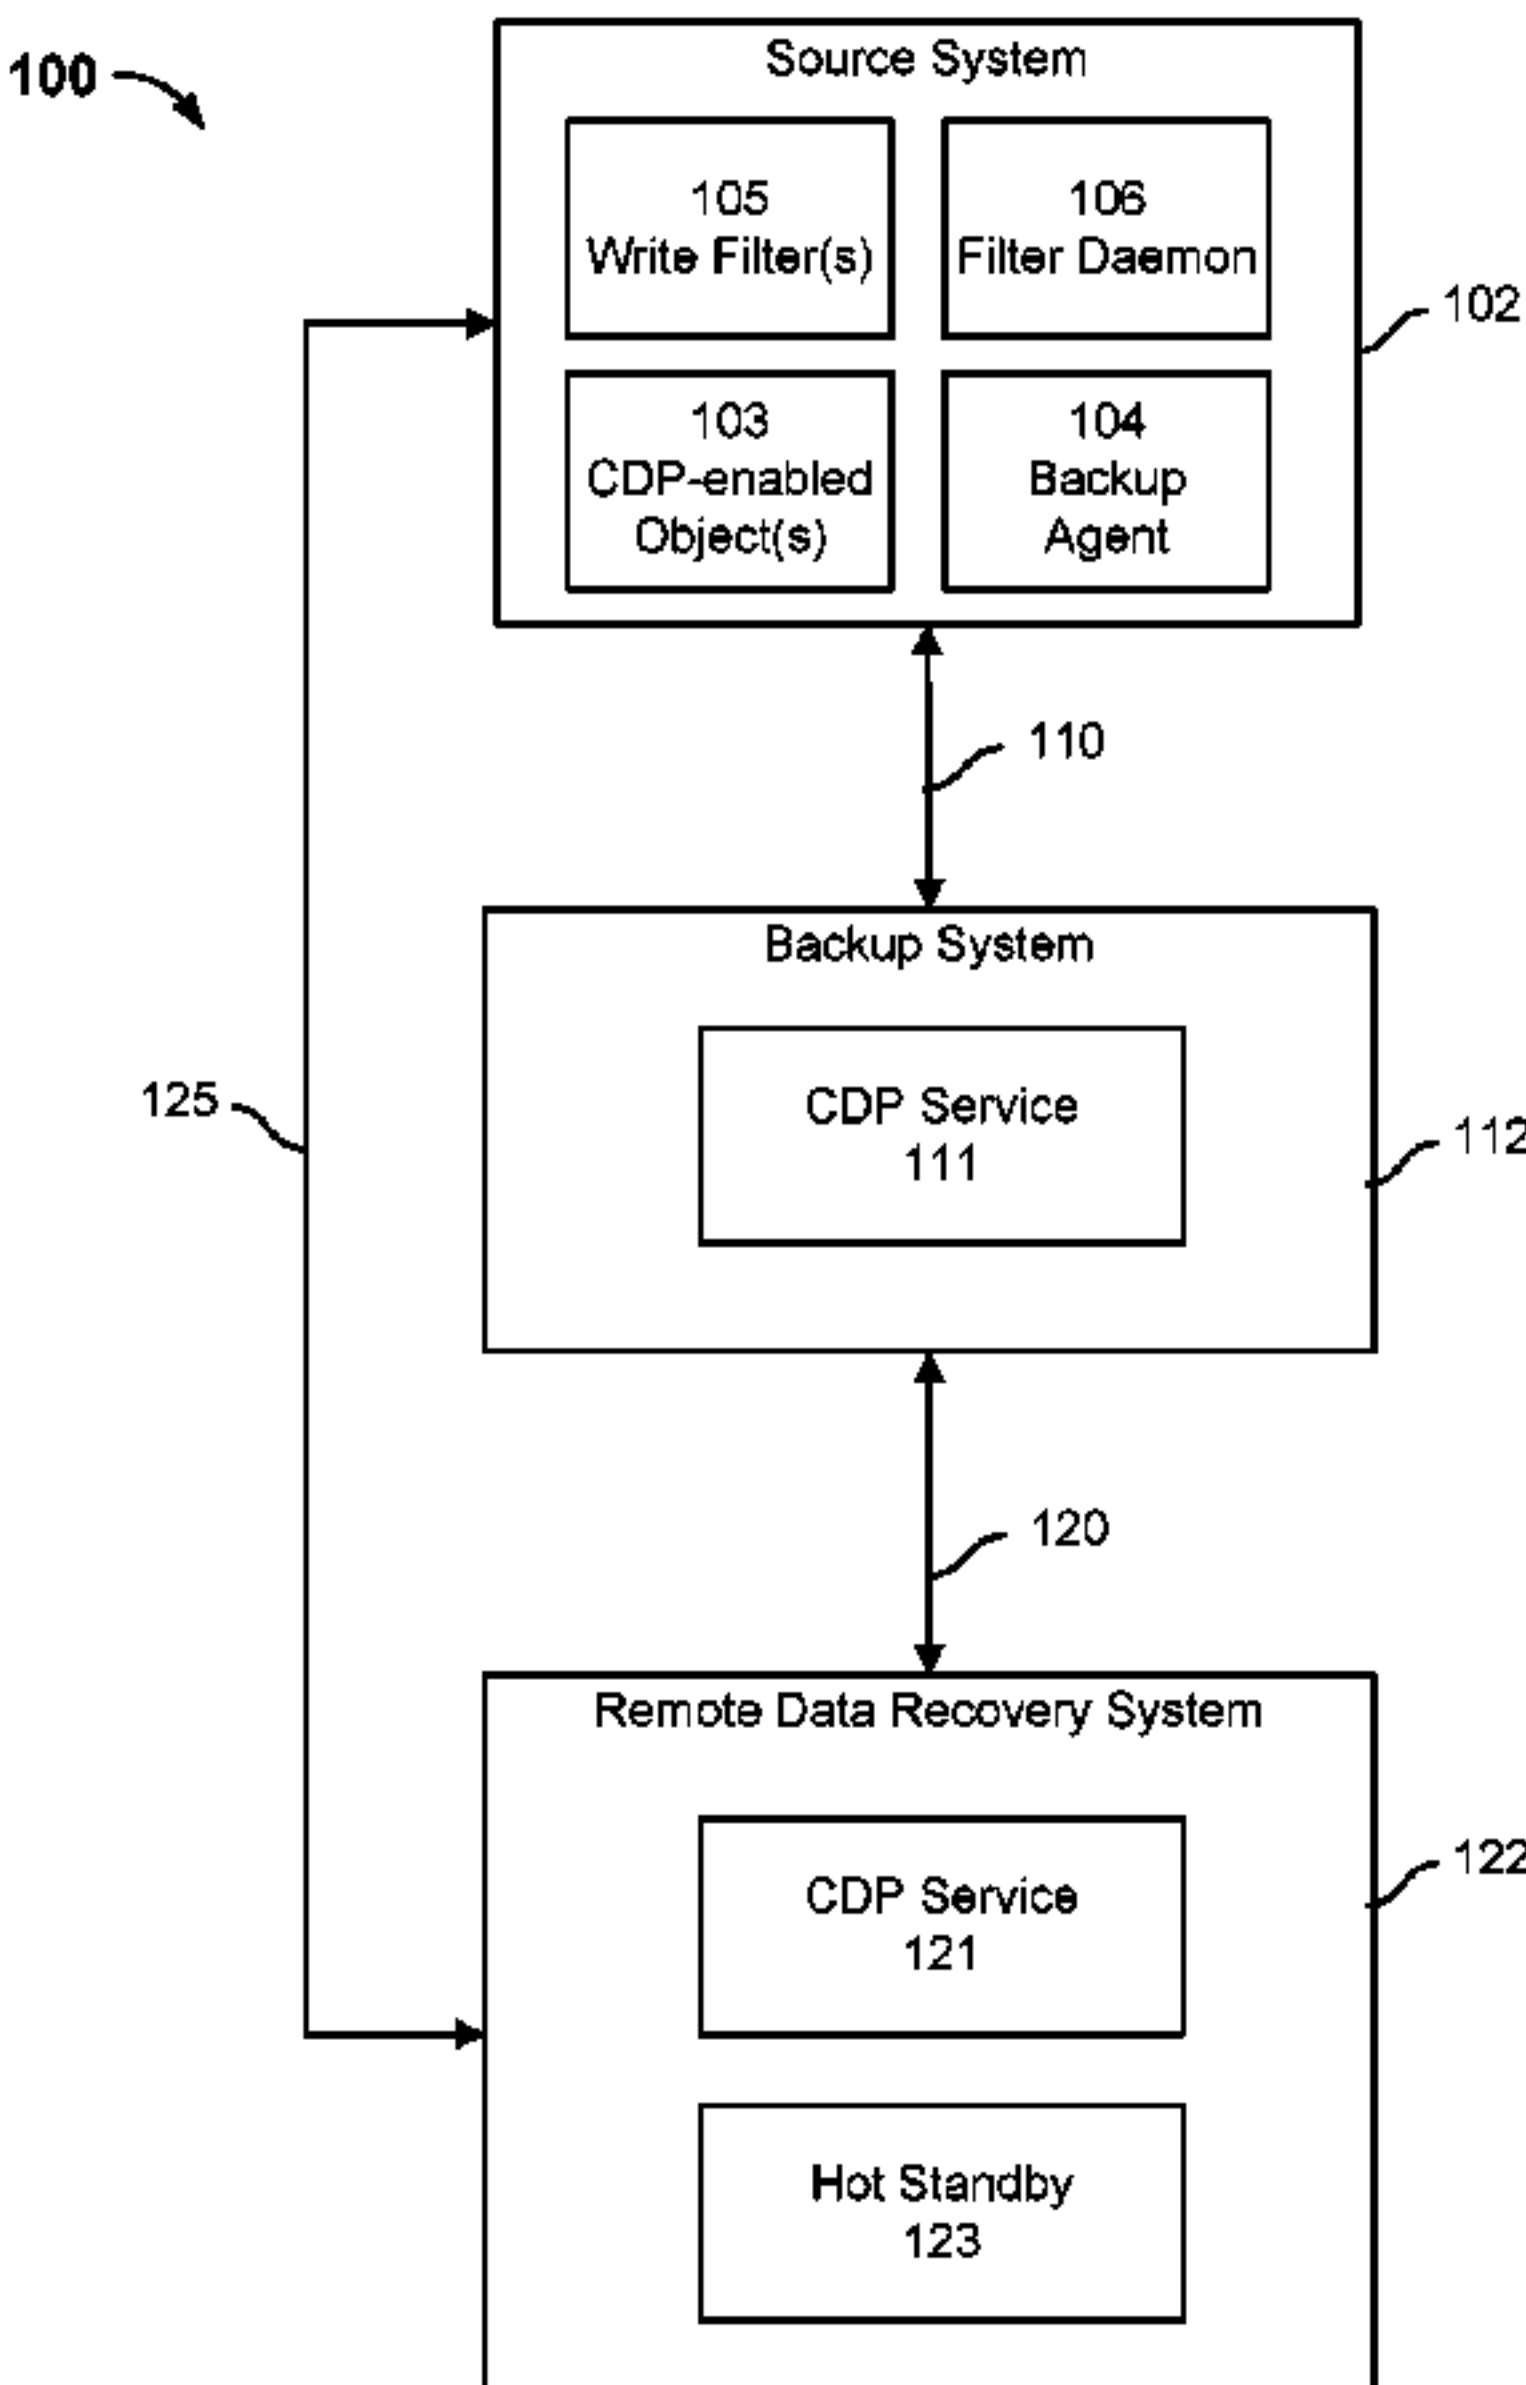 100
Source System
105
Write Filter(s)
106
Filter Daemon
102
103
CDP-enabled
Object(s)
104
Backup
Agent
110
Backup System
CDP Service
111
125
112
120
Remote Data Recovery System
CDP Service
121
122
Hot Standby
123